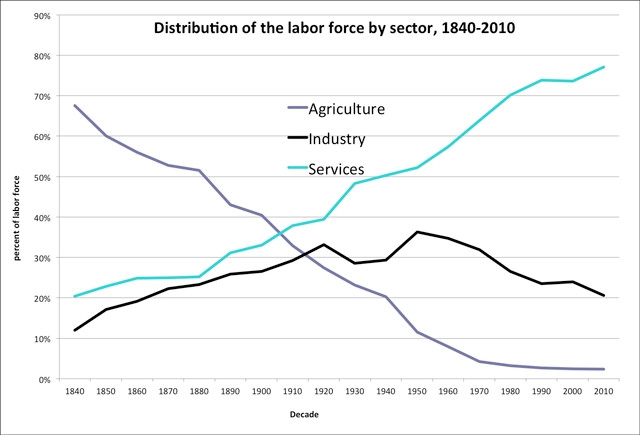 Distribution of the labor force by sector, 1840-2010
90%
80%
70%
60%
50%
40%
30%
20%
10%
0%
percent of labor force
Agriculture
Industry
Services
1840 1850 1860 1870 1880 1890 1900 1910 1920 1930 1940 1950 1960 1970 1980 1990 2000 2010
Decade